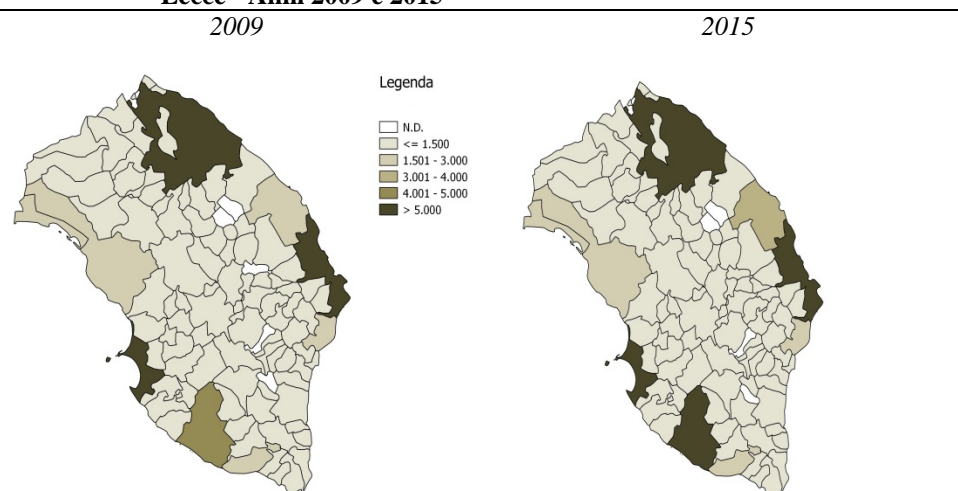 Lecce - Anni 2009 e 2015
2009
2015
Legenda
N.D.
<= 1.500
1.501 - 3.000
3.001 - 4.000
4.001 - 5.000
> 5.000